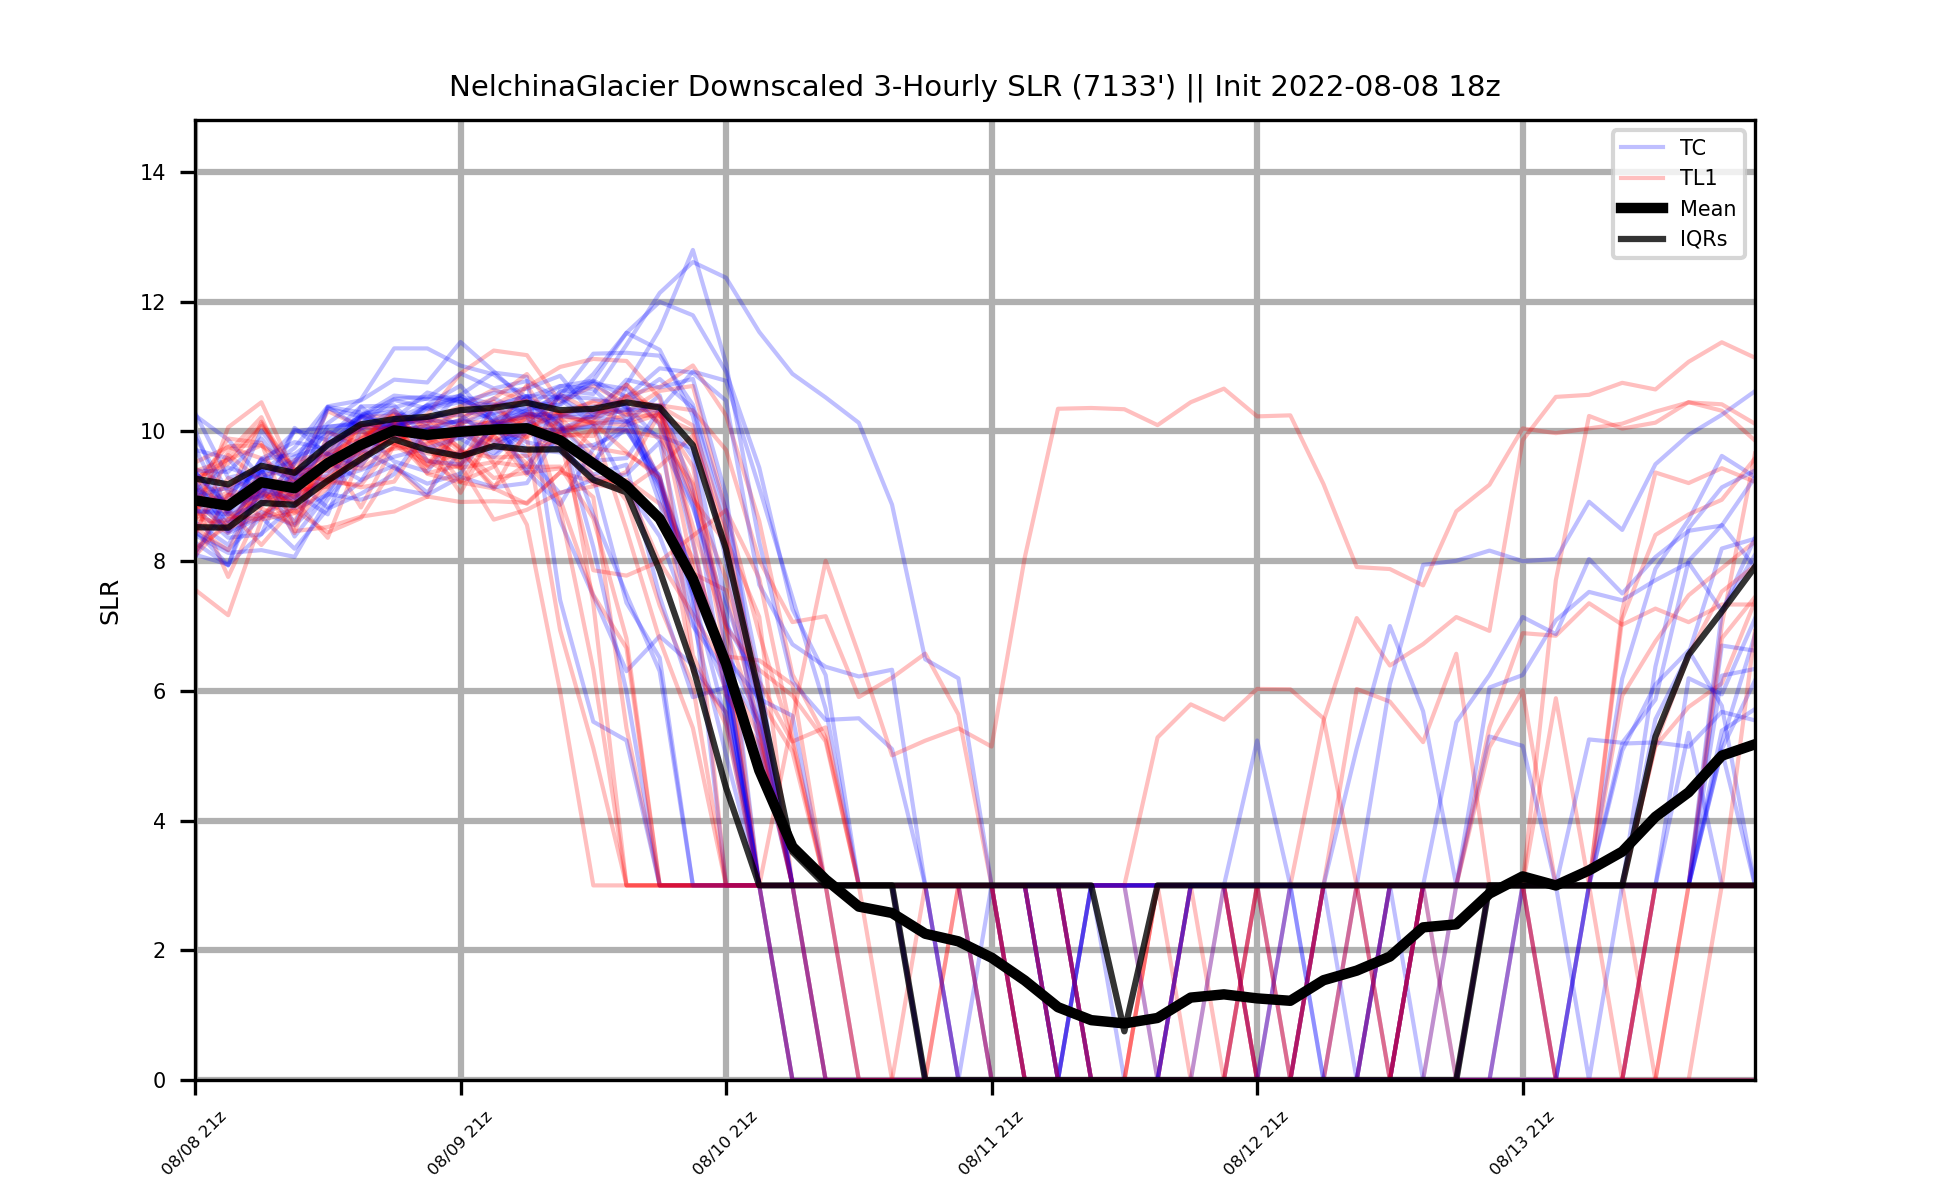 NelchinaGlacier Downscaled 3-Hourly SLR (7133') || Init 2022-08-08 18z
TC
TL1
Mean
IQRs
SLR
14
12
10
8
6
4
2
0
08/08 21z
08/09 21z
08/10 21z
08/11 21z
08/12 21z
08/13 21z